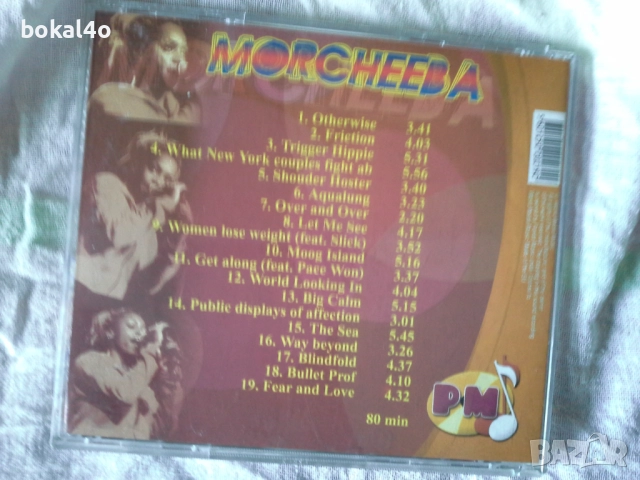 bokal4o
MORCHEEBA
1. Otherwise 3.41
2. Friction 4.03
3. Trigger Hippie 5.31
4. What New York couples fight ab 5.56
5. Shouder Hoster 3.40
6. Aqualung 3.23
7. Over and Over 2.20
8. Let Me See 4.17
9. Women lose weight (feat. Slick) 3.52
10. Moog Island 5.16
11. Get along (feat. Pace Won) 3.37
12. World Looking In 4.04
13. Big Calm 5.15
14. Public displays of affection 3.01
15. The Sea 5.45
16. Way beyond 3.26
17. Blindfold 4.37
18. Bullet Prof 4.10
19. Fear and Love 4.32
80 min
PM
BAZAR